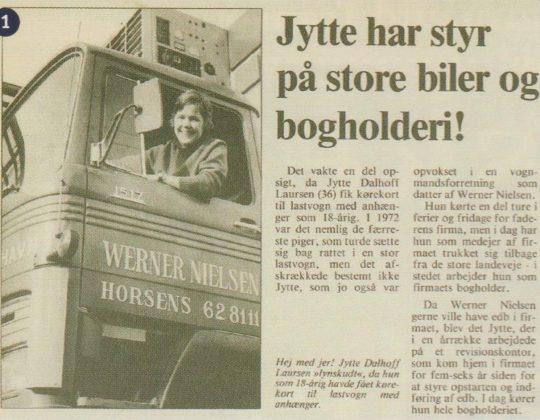 1
Jytte har styr
på store biler og
bogholderi!
1517
WERNER NIELSEN
HORSENS 62 81 11
Hej med jer! Jytte Dalhoff
Laursen »lynskudt«, da hun
som 18-årig havde fået køre-
kort til lastvogn med
anhænger.
Det vakte en del op-
sigt, da Jytte Dalhoff
Laursen (36) fik kørekort
til lastvogn med anhæn-
ger som 18-årig. I 1972
var det nemlig de færre-
ste piger, som turde sætte
sig bag rattet i en stor
lastvogn, men det af-
skrækkede bestemt ikke
Jytte, som jo også var
opvokset i en vogn-
mandsforretning som
datter af Werner Nielsen.
Hun kørte en del ture i
ferier og fridage for fade-
rens firma, men i dag har
hun som medejer af fir-
maet trukket sig tilbage
fra de store landeveje - i
stedet arbejder hun som
firmaets bogholder.
Da Werner Nielsen
gerne ville have edb i fir-
maet, blev det Jytte, der
i en årrække arbejdede
på et revisionskontor,
som kom hjem i firmaet
for fem-seks år siden for
at styre opstarten og ind-
føring af edb. I dag kører
hun hele bogholderiet.